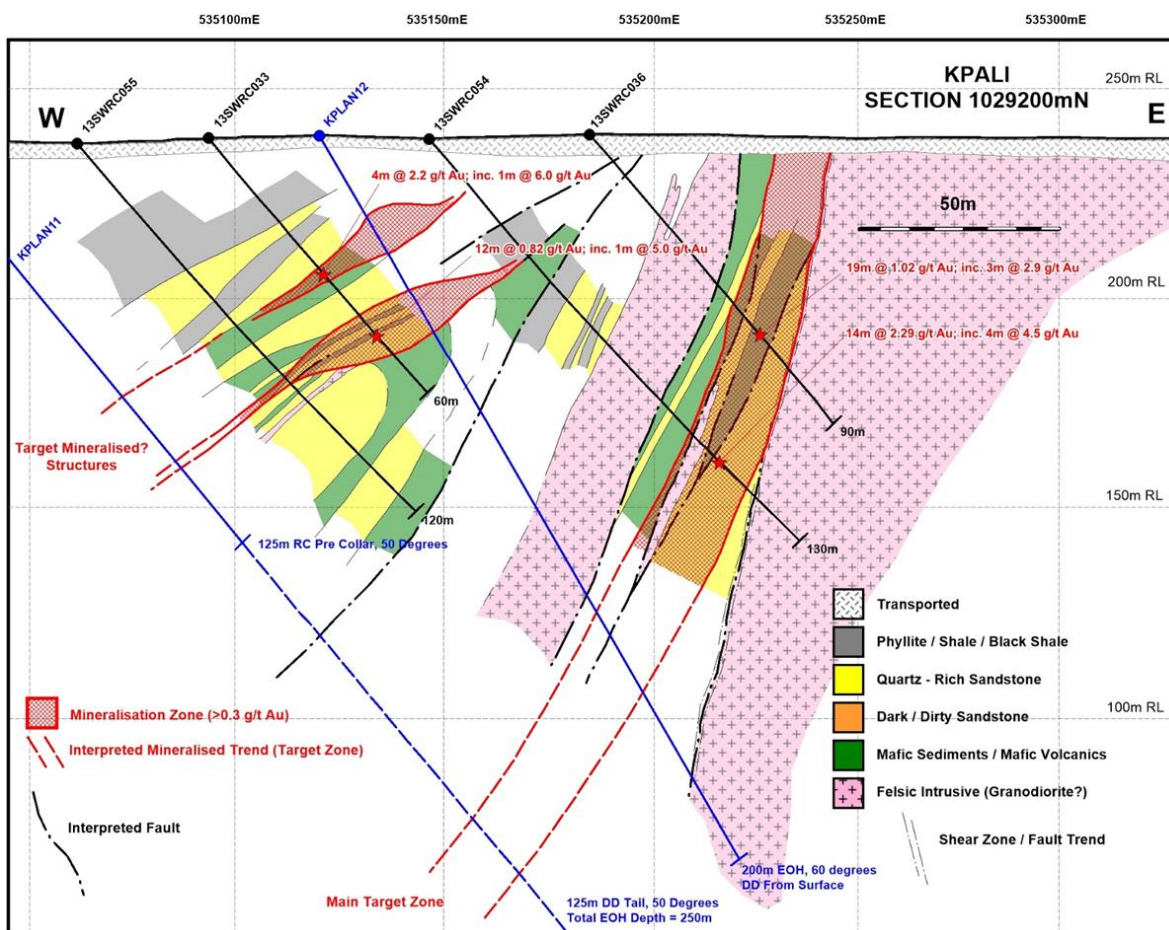 535100mE
535150mE
535200mE
535250mE
535300mE
KPALI
SECTION 1029200mN
250m RL
W
E
13SWRC055
13SWRC033
KPLAN12
13SWRC054
13SWRC036
4m @ 2.2 g/t Au; inc. 1m @ 6.0 g/t Au
50m
KPLAN11
12m @ 0.82 g/t Au; inc. 1m @ 5.0 g/t Au
19m @ 1.02 g/t Au; inc. 3m @ 2.9 g/t Au
200m RL
14m @ 2.29 g/t Au; inc. 4m @ 4.5 g/t Au
60m
90m
Target Mineralised?
Structures
150m RL
120m
125m RC Pre Collar, 50 Degrees
130m
Transported
Phyllite / Shale / Black Shale
Quartz - Rich Sandstone
Mineralisation Zone (>0.3 g/t Au)
Dark / Dirty Sandstone
100m RL
Interpreted Mineralised Trend (Target Zone)
Mafic Sediments / Mafic Volcanics
Felsic Intrusive (Granodiorite?)
Interpreted Fault
Shear Zone / Fault Trend
200m EOH, 60 degrees
DD From Surface
Main Target Zone
125m DD Tail, 50 Degrees
Total EOH Depth = 250m